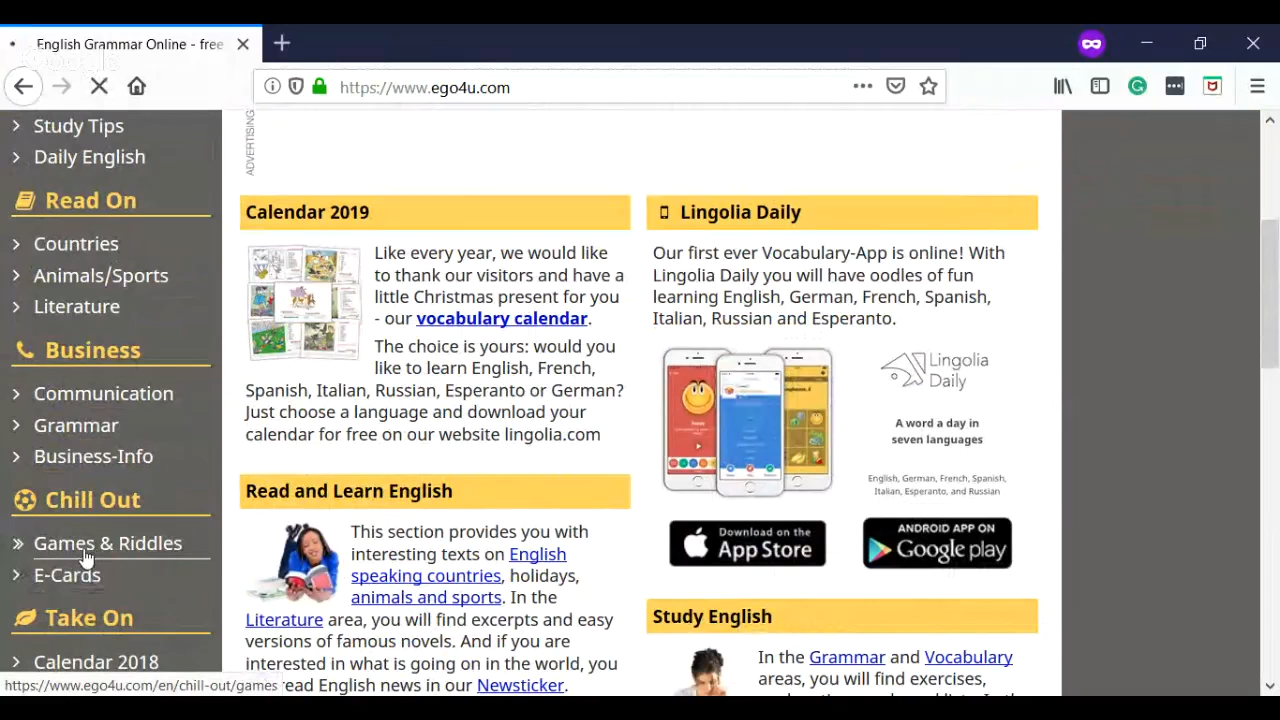 English Grammar Online - free
https://www.ego4u.com
Study Tips
Daily English
Read On
Countries
Animals/Sports
Literature
Business
Communication
Grammar
Business-Info
Chill Out
Games & Riddles
E-Cards
Take On
Calendar 2018
https://www.ego4u.com/en/chill-out/games
ADVERTISING
Calendar 2019
Like every year, we would like
to thank our visitors and have a
little Christmas present for you
- our vocabulary calendar.
The choice is yours: would you
like to learn English, French,
Spanish, Italian, Russian, Esperanto or German?
Just choose a language and download your
calendar for free on our website lingolia.com
Read and Learn English
This section provides you with
interesting texts on English
speaking countries, holidays,
animals and sports. In the
Literature area, you will find excerpts and easy
versions of famous novels. And if you are
interested in what is going on in the world, you
read English news in our Newsticker.
Lingolia Daily
Our first ever Vocabulary-App is online! With
Lingolia Daily you will have oodles of fun
learning English, German, French, Spanish,
Italian, Russian and Esperanto.
Lingolia
Daily
A word a day in
seven languages
English, German, French, Spanish,
Italian, Esperanto, and Russian
Download on the
App Store
ANDROID APP ON
Google play
Study English
In the Grammar and Vocabulary
areas, you will find exercises,